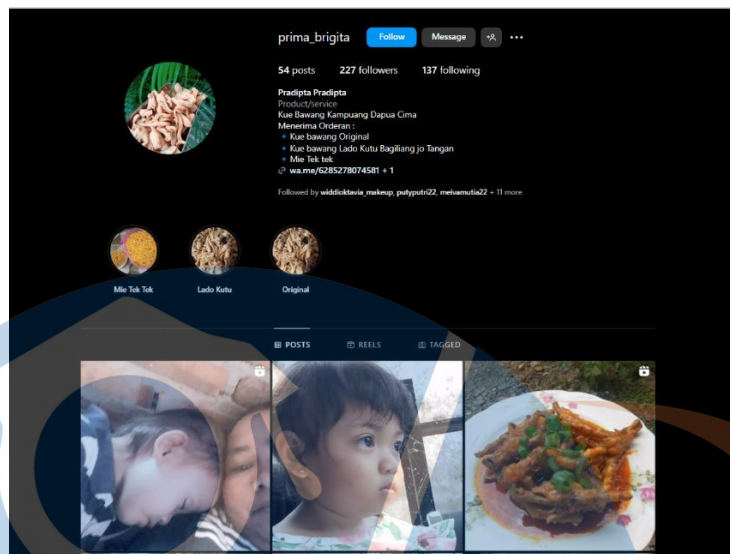 prima_brigita Follow Message
54 posts 227 followers 137 following
Pradipta Pradipta
Product/service
Kue Bawang Kampuang Dapua Cima
Menerima Orderan :
🔹 Kue bawang Original
🔹 Kue bawang Lado Kutu Bagiliang jo Tangan
🔹 Mie Tek tek
wa.me/6285278074581 + 1
Followed by widdioktavia_makeup, putyputri22, meivamutia22 + 11 more
Mie Tek Tek Lado Kutu Original
POSTS REELS TAGGED